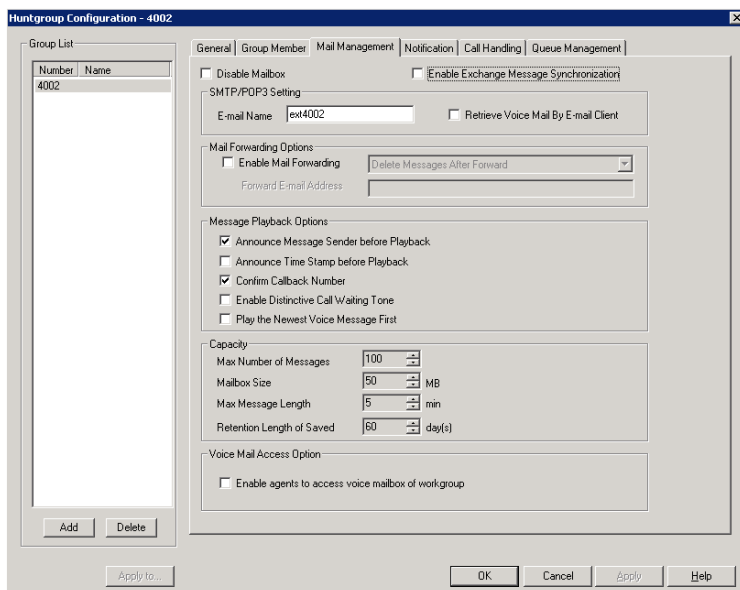 Huntgroup Configuration - 4002
Group List
Number Name
4002
Add Delete
Apply to...
General Group Member Mail Management Notification Call Handling Queue Management
Disable Mailbox Enable Exchange Message Synchronization
SMTP/POP3 Setting
E-mail Name ext4002 Retrieve Voice Mail By E-mail Client
Mail Forwarding Options
Enable Mail Forwarding Delete Messages After Forward
Forward E-mail Address
Message Playback Options
Announce Message Sender before Playback
Announce Time Stamp before Playback
Confirm Callback Number
Enable Distinctive Call Waiting Tone
Play the Newest Voice Message First
Capacity
Max Number of Messages 100
Mailbox Size 50 MB
Max Message Length 5 min
Retention Length of Saved 60 day(s)
Voice Mail Access Option
Enable agents to access voice mailbox of workgroup
OK Cancel Apply Help